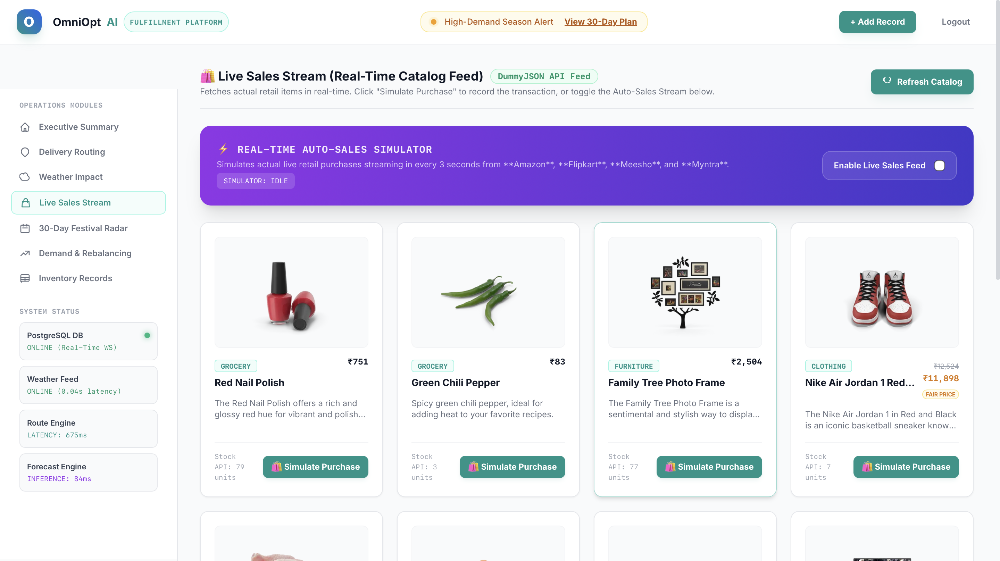 O
OmniOpt AI
FULFILLMENT PLATFORM
High-Demand Season Alert View 30-Day Plan
+ Add Record
Logout
OPERATIONS MODULES
Executive Summary
Delivery Routing
Weather Impact
Live Sales Stream
30-Day Festival Radar
Demand & Rebalancing
Inventory Records
SYSTEM STATUS
PostgreSQL DB
ONLINE (Real-Time WS)
Weather Feed
ONLINE (0.04s latency)
Route Engine
LATENCY: 675ms
Forecast Engine
INFERENCE: 84ms
🛍️ Live Sales Stream (Real-Time Catalog Feed)
DummyJSON API Feed
Fetches actual retail items in real-time. Click "Simulate Purchase" to record the transaction, or toggle the Auto-Sales Stream below.
Refresh Catalog
⚡ REAL-TIME AUTO-SALES SIMULATOR
Simulates actual live retail purchases streaming in every 3 seconds from **Amazon**, **Flipkart**, **Meesho**, and **Myntra**.
SIMULATOR: IDLE
Enable Live Sales Feed
GROCERY
₹751
Red Nail Polish
The Red Nail Polish offers a rich and
glossy red hue for vibrant and polish...
Stock
API: 79
units
🛍️ Simulate Purchase
GROCERY
₹83
Green Chili Pepper
Spicy green chili pepper, ideal for
adding heat to your favorite recipes.
Stock
API: 3
units
🛍️ Simulate Purchase
Family
FURNITURE
₹2,504
Family Tree Photo Frame
The Family Tree Photo Frame is a
sentimental and stylish way to displa...
Stock
API: 77
units
🛍️ Simulate Purchase
CLOTHING
₹12,524
₹11,898
Nike Air Jordan 1 Red...
FAIR PRICE
The Nike Air Jordan 1 in Red and Black
is an iconic basketball sneaker know...
Stock
API: 7
units
🛍️ Simulate Purchase